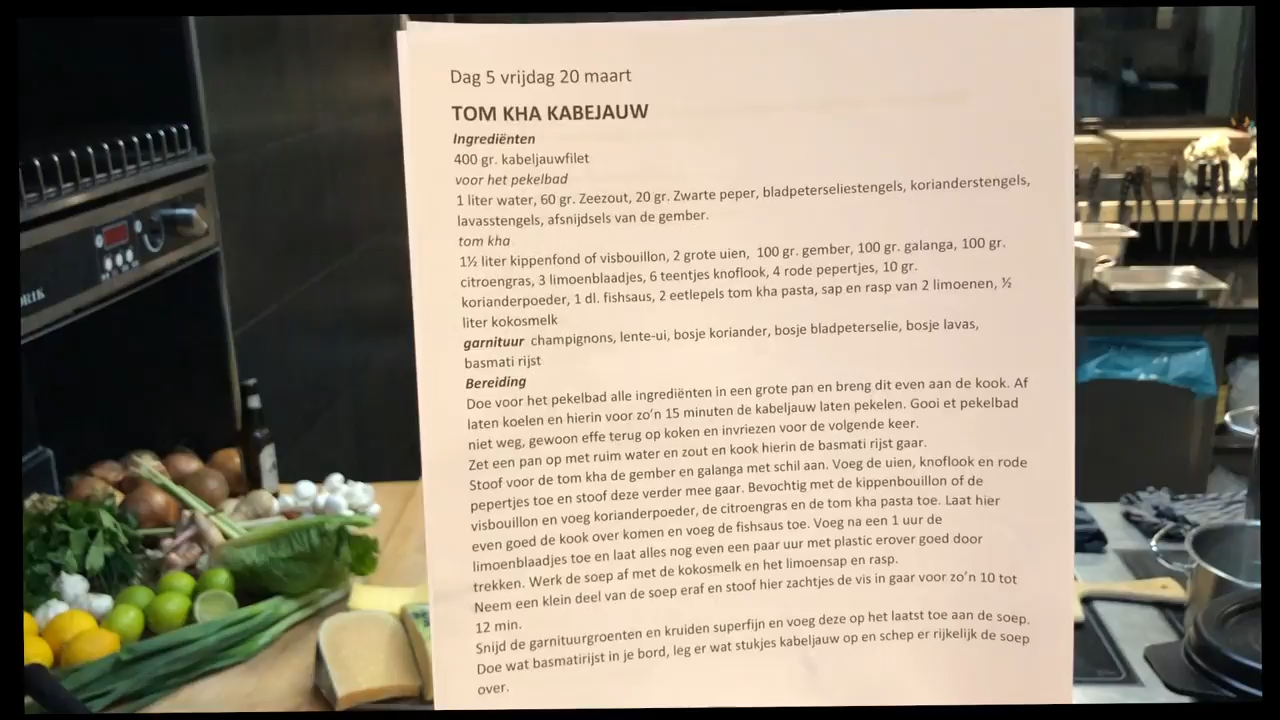 Dag 5 vrijdag 20 maart
TOM KHA KABEJAUW
Ingrediënten
400 gr. kabeljauwfilet
voor het pekelbad
1 liter water, 60 gr. Zeezout, 20 gr. Zwarte peper, bladpeterseliestengels, korianderstengels,
lavasstengels, afsnijdsels van de gember.
tom kha
1½ liter kippenfond of visbouillon, 2 grote uien, 100 gr. gember, 100 gr. galanga, 100 gr.
citroengras, 3 limoenblaadjes, 6 teentjes knoflook, 4 rode pepertjes, 10 gr.
korianderpoeder, 1 dl. fishsaus, 2 eetlepels tom kha pasta, sap en rasp van 2 limoenen, ½
liter kokosmelk
garnituur champignons, lente-ui, bosje koriander, bosje bladpeterselie, bosje lavas,
basmati rijst
Bereiding
Doe voor het pekelbad alle ingrediënten in een grote pan en breng dit even aan de kook. Af
laten koelen en hierin voor zo'n 15 minuten de kabeljauw laten pekelen. Gooi et pekelbad
niet weg, gewoon effe terug op koken en invriezen voor de volgende keer.
Zet een pan op met ruim water en zout en kook hierin de basmati rijst gaar.
Stoof voor de tom kha de gember en galanga met schil aan. Voeg de uien, knoflook en rode
pepertjes toe en stoof deze verder mee gaar. Bevochtig met de kippenbouillon of de
visbouillon en voeg korianderpoeder, de citroengras en de tom kha pasta toe. Laat hier
even goed de kook over komen en voeg de fishsaus toe. Voeg na een 1 uur de
limoenblaadjes toe en laat alles nog even een paar uur met plastic erover goed door
trekken. Werk de soep af met de kokosmelk en het limoensap en rasp.
Neem een klein deel van de soep eraf en stoof hier zachtjes de vis in gaar voor zo'n 10 tot
12 min.
Snijd de garnituurgroenten en kruiden superfijn en voeg deze op het laatst toe aan de soep.
Doe wat basmatirijst in je bord, leg er wat stukjes kabeljauw op en schep er rijkelijk de soep
over.